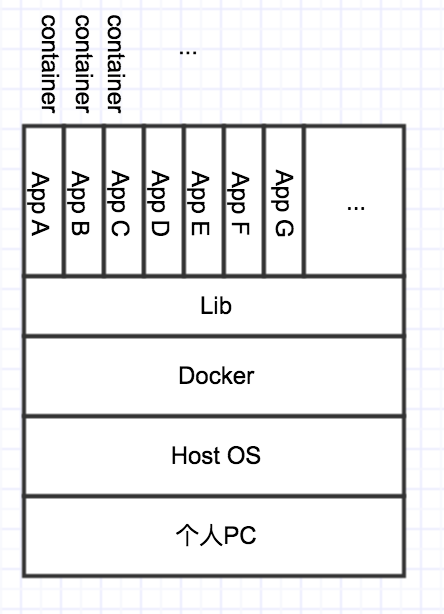 container
container
container
...
App A
App B
App C
App D
App E
App F
App G
...
Lib
Docker
Host OS
个人PC